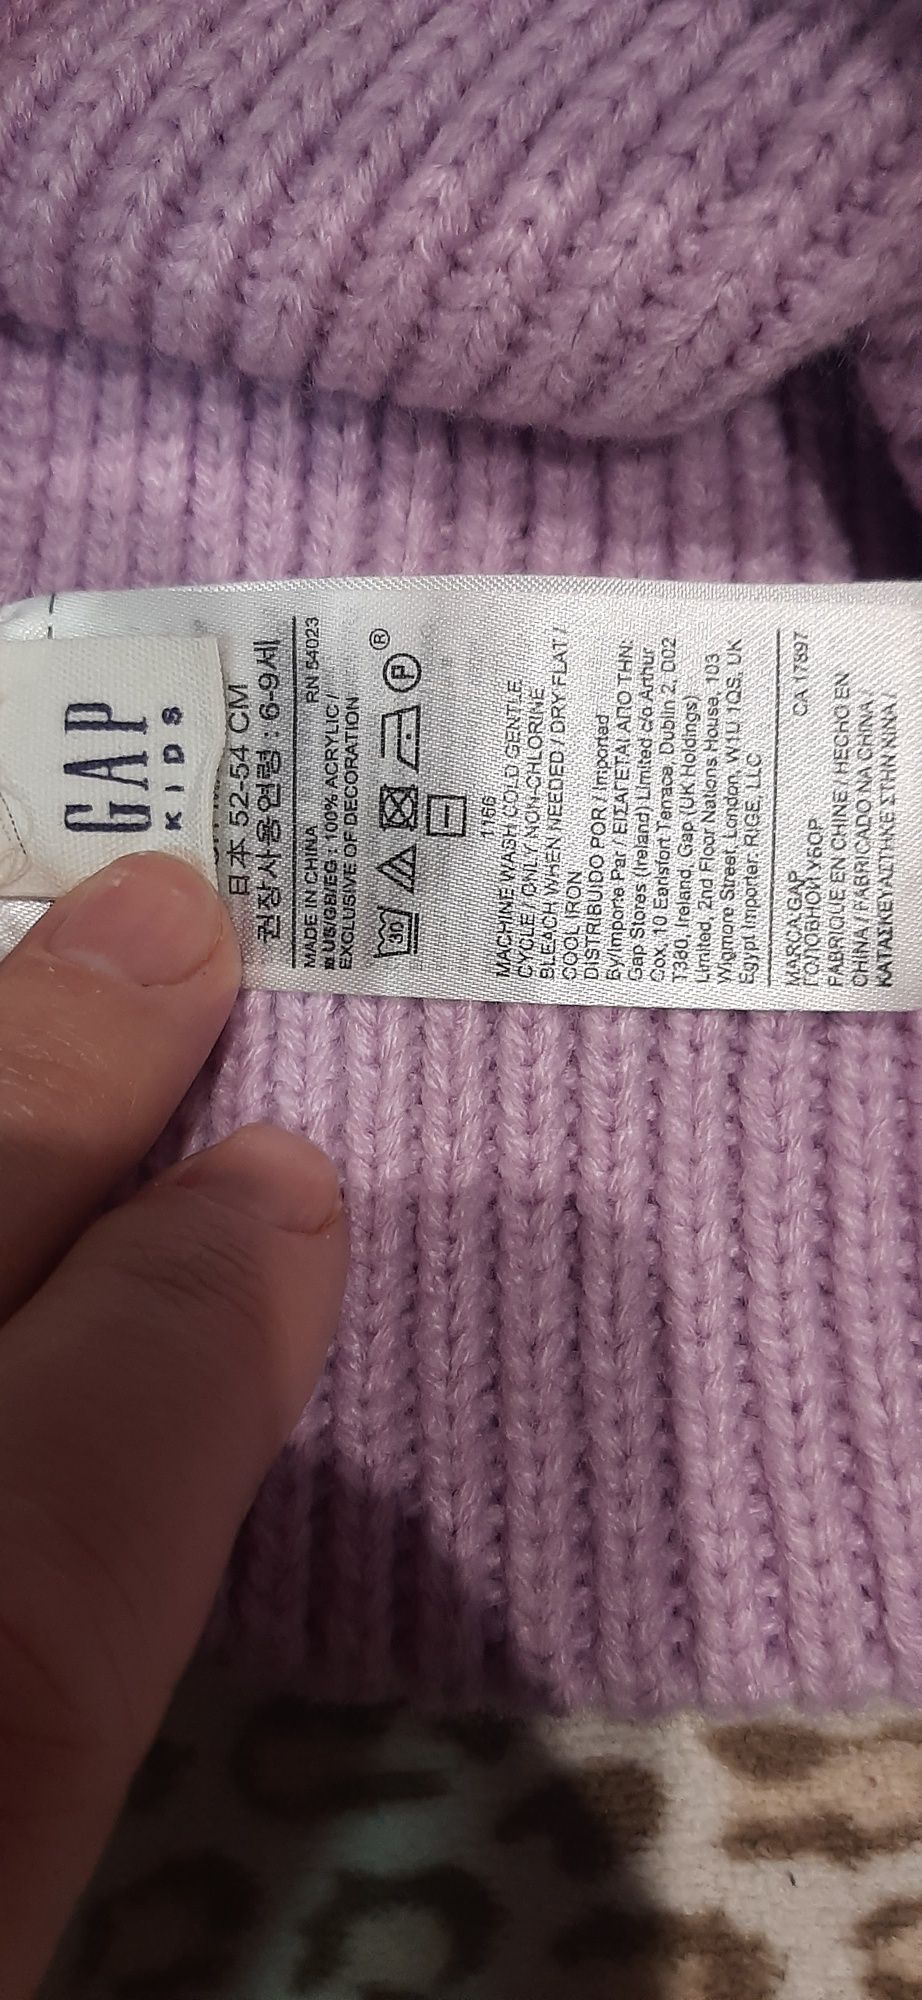 GAP
KIDS
日本 52-54 CM
권장사용연령 : 6-9세
MADE IN CHINA RN 54023
US/GB/EG : 100% ACRYLIC /
EXCLUSIVE OF DECORATION
30 P ®
1166
MACHINE WASH COLD GENTLE
CYCLE / ONLY NON-CHLORINE
BLEACH WHEN NEEDED / DRY FLAT /
COOL IRON
DISTRIBUIDO POR / Imported
By/Importe Par / ΕΙΣΑΓΕΤΑΙ ΑΠΟ ΤΗΝ:
Gap Stores (Ireland) Limited c/o Arthur
Cox, 10 Earlsfort Terrace, Dublin 2, D02
T380, Ireland, Gap (UK Holdings)
Limited, 2nd Floor Nations House, 103
Wigmore Street, London, W1U 1QS, UK
Egypt Importer: RIGE, LLC
MARCA GAP CA 17897
ГОЛОВНОЙ УБОР
FABRIQUE EN CHINE / HECHO EN
CHINA / FABRICADO NA CHINA /
ΚΑΤΑΣΚΕΥΑΣΤΗΚΕ ΣΤΗΝ ΚΙΝΑ /